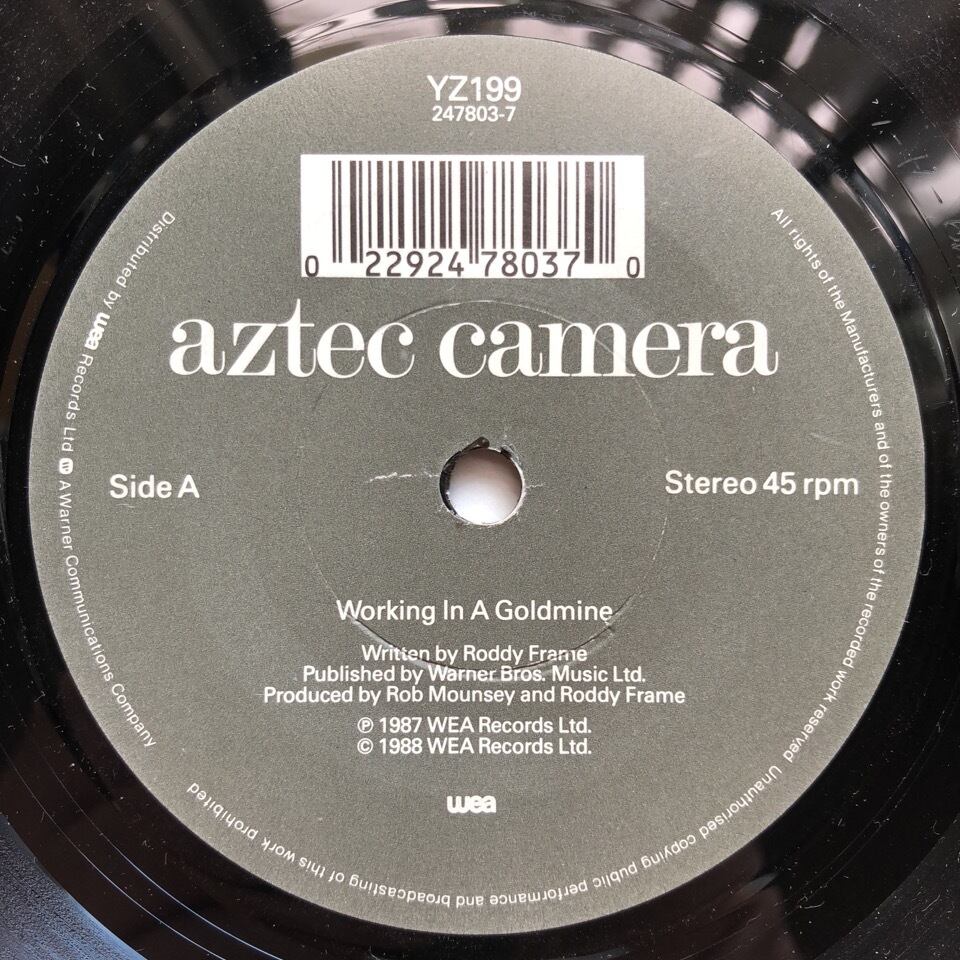 YZ199
247803-7
0 22924 78037 0
aztec camera
Side A
Stereo 45 rpm
Working In A Goldmine
Written by Roddy Frame
Published by Warner Bros. Music Ltd.
Produced by Rob Mounsey and Roddy Frame
℗ 1987 WEA Records Ltd.
© 1988 WEA Records Ltd.
wea
Distributed by wea Records Ltd A Warner Communications Company
All rights of the Manufacturers and of the owners of the recorded work reserved Unauthorised copying public performance and broadcasting of this work prohibited